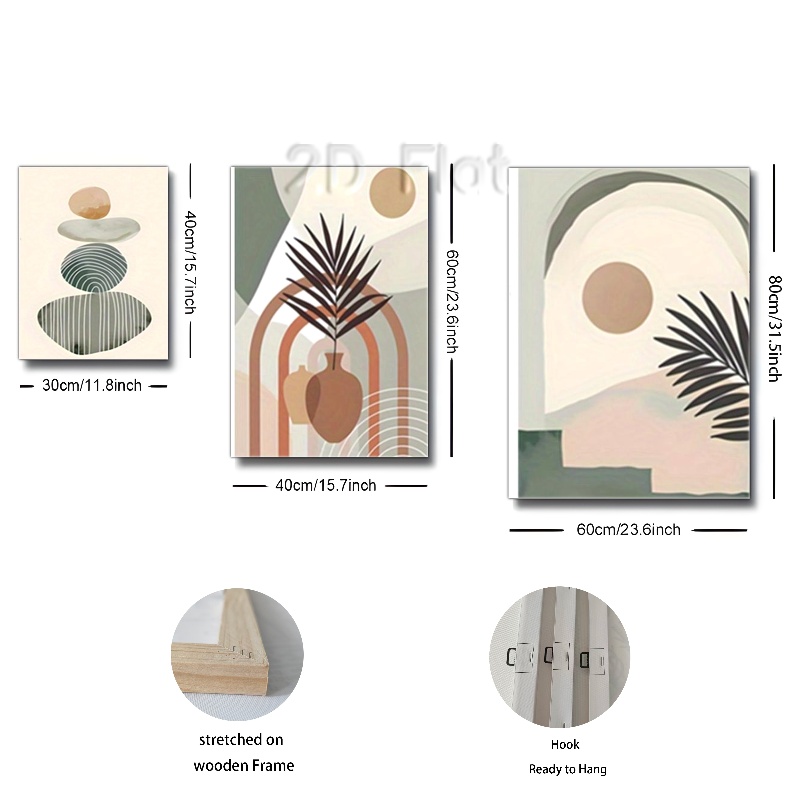 2D Flat
40cm/15.7inch
30cm/11.8inch
60cm/23.6inch
40cm/15.7inch
80cm/31.5inch
60cm/23.6inch
stretched on
wooden Frame
Hook
Ready to Hang